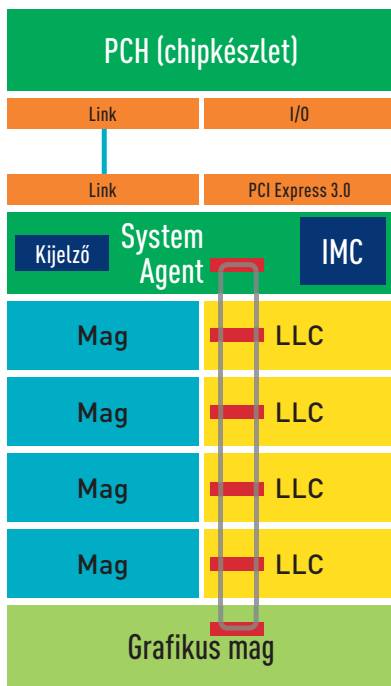 PCH (chipkészlet)
Link
I/O
Link
PCI Express 3.0
Kijelző
System
Agent
IMC
Mag
LLC
Mag
LLC
Mag
LLC
Mag
LLC
Grafikus mag